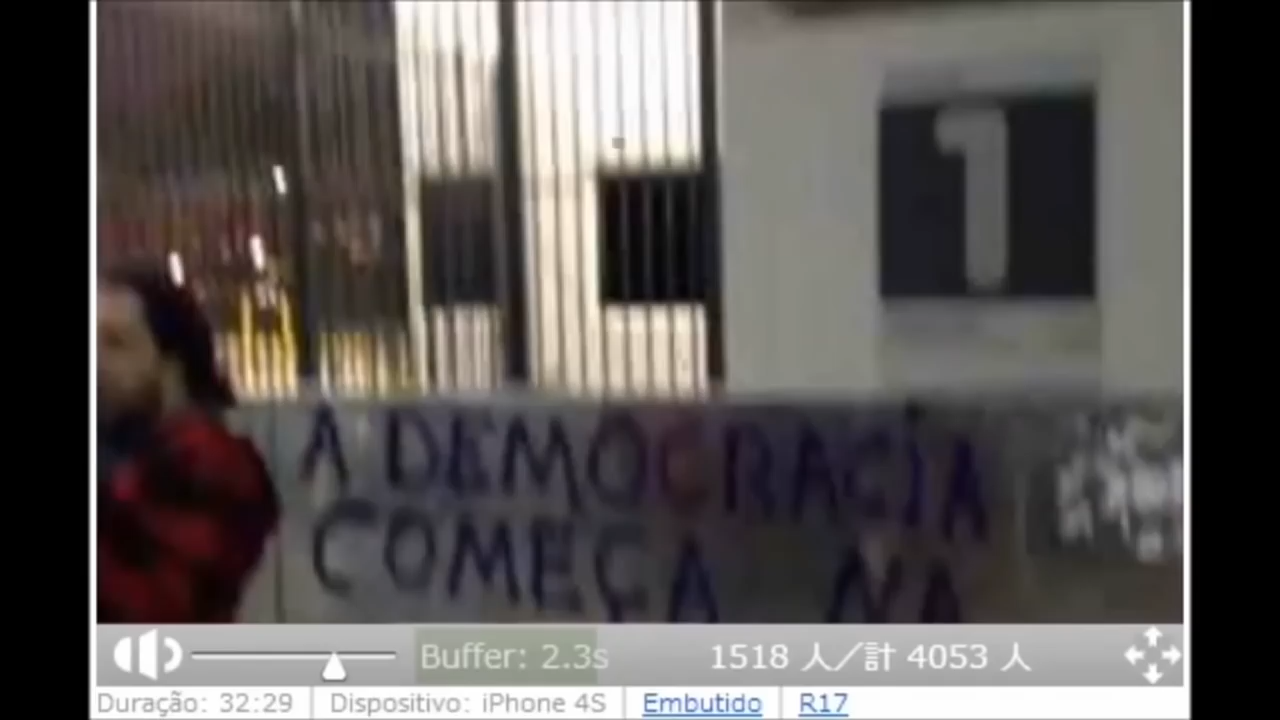 1
A DEMOCRACIA
COMEÇA NA
Buffer: 2.3s
1518 人／計 4053 人
Duração: 32:29
Dispositivo: iPhone 4S
Embutido
R17